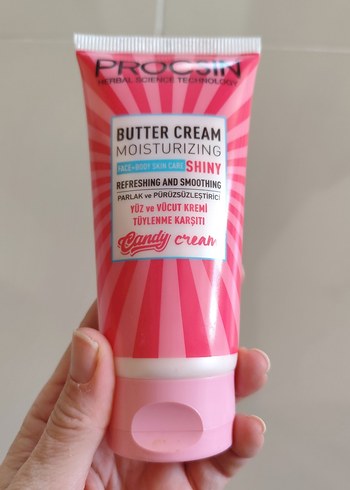 PROCSIN
HERBAL SCIENCE TECHNOLOGY
BUTTER CREAM
MOISTURIZING
FACE+BODY SKIN CARE SHINY
REFRESHING AND SMOOTHING
PARLAK ve PÜRÜZSÜZLEŞTİRİCİ
YÜZ ve VÜCUT KREMİ
TÜYLENME KARŞITI
Candy cream